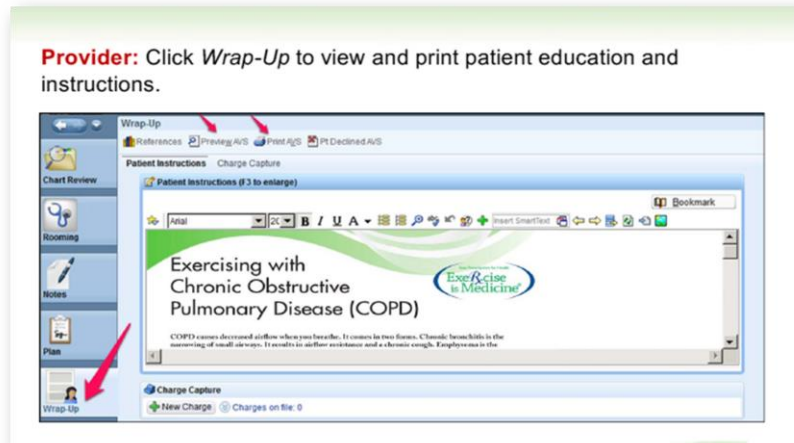 Provider: Click Wrap-Up to view and print patient education and
instructions.
Wrap-Up
References Preview AVS Print AVS Pt Declined AVS
Patient Instructions Charge Capture
Chart Review
Patient Instructions (F3 to enlarge)
Bookmark
Arial 20 B I U A Insert SmartText
Rooming
Exercising with
Chronic Obstructive
Pulmonary Disease (COPD)
ExeRcise
is Medicine®
Notes
COPD causes decreased airflow when you breathe. It comes in two forms. Chronic bronchitis is the
narrowing of small airways. It results in airflow resistance and a chronic cough. Emphysema is the
Plan
Charge Capture
New Charge Charges on file: 0
Wrap-Up